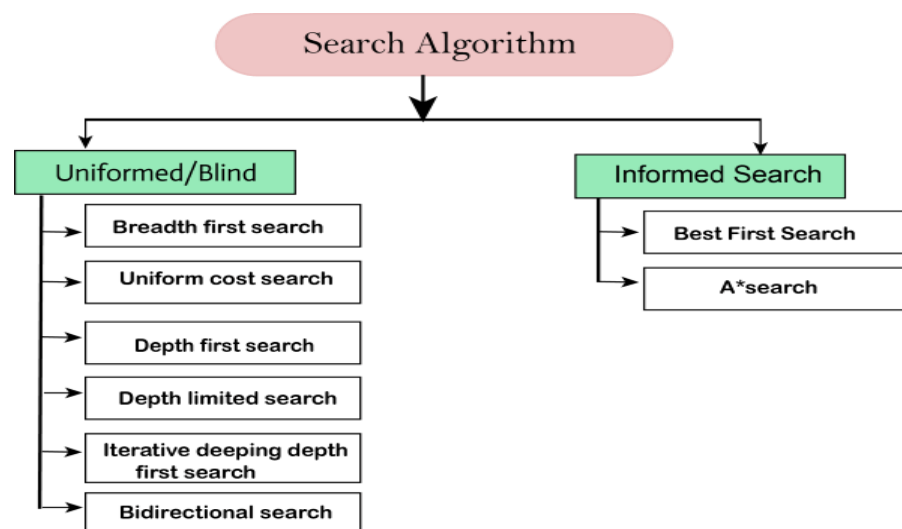 Search Algorithm
Uniformed/Blind
Breadth first search
Uniform cost search
Depth first search
Depth limited search
Iterative deeping depth
first search
Bidirectional search
Informed Search
Best First Search
A*search